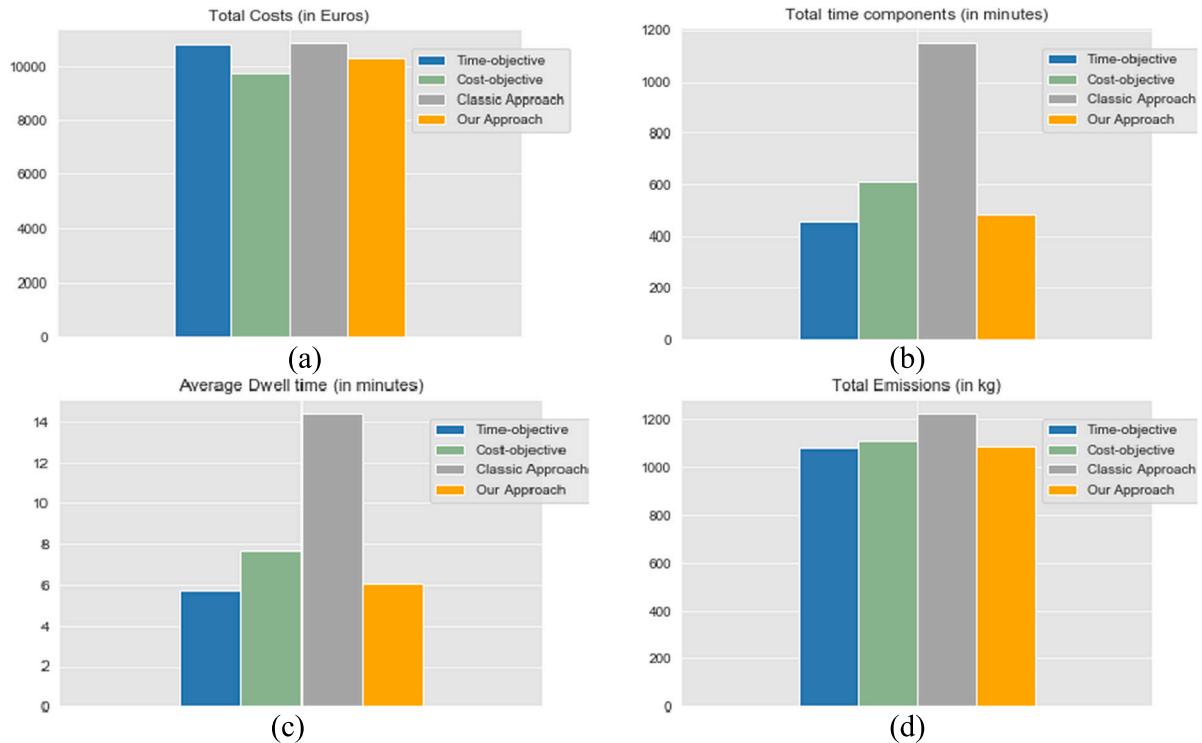 Total Costs (in Euros)
10000
8000
6000
4000
2000
0
Time-objective
Cost-objective
Classic Approach
Our Approach
(a)
Total time components (in minutes)
1200
1000
800
600
400
200
0
Time-objective
Cost-objective
Classic Approach
Our Approach
(b)
Average Dwell time (in minutes)
14
12
10
8
6
4
2
0
Time-objective
Cost-objective
Classic Approach
Our Approach
(c)
Total Emissions (in kg)
1200
1000
800
600
400
200
0
Time-objective
Cost-objective
Classic Approach
Our Approach
(d)